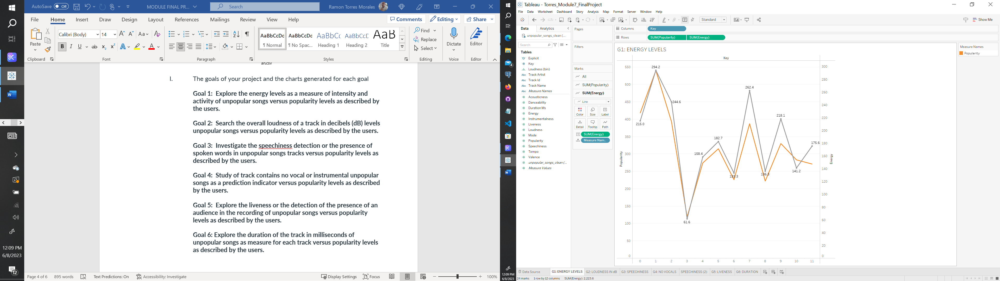 AutoSave Off MODULE FINAL PR... Search Ramon Torres Morales
File Home Insert Draw Design Layout References Mailings Review View Help Comments Editing Share
Paste Calibri (Body) 14 Find Replace Select Dictate Editor
AaBbCcDc AaBbCcDc AaBbCc AaBbCcE AaB
¶ Normal ¶ No Spac... Heading 1 Heading 2 Title
Clipboard Font Paragraph Styles Editing Voice Editor
an.csv
I. The goals of your project and the charts generated for each goal
Goal 1: Explore the energy levels as a measure of intensity and
activity of unpopular songs versus popularity levels as described by
the users.
Goal 2: Search the overall loudness of a track in decibels (dB) levels
unpopular songs versus popularity levels as described by the users.
Goal 3: Investigate the speechiness detection or the presence of
spoken words in unpopular songs tracks versus popularity levels as
described by the users.
Goal 4: Study of track contains no vocal or instrumental unpopular
songs as a prediction indicator versus popularity levels as described
by the users.
Goal 5: Explore the liveness or the detection of the presence of an
audience in the recording of unpopular songs versus popularity
levels as described by the users.
Goal 6: Explore the duration of the track in milliseconds of
unpopular songs as measure for each track versus popularity levels
as described by the users.
12:09 PM
6/8/2023
12
Page 4 of 6 895 words Text Predictions: On Accessibility: Investigate Display Settings Focus 100%
4
12:09 PM
6/8/2023
Tableau - Torres_Module7_FinalProject
File Data Worksheet Dashboard Story Analysis Map Format Server Window Help
Standard Show Me
Data Analytics
unpopular_songs_clean (...
Search
Tables
T|F Explicit
# Key
Loudness (bin)
Abc Track Artist
Abc Track Id
Abc Track Name
Abc Measure Names
# Acousticness
# Danceability
# Duration Ms
# Energy
# Instrumentalness
# Liveness
# Loudness
# Mode
# Popularity
# Speechiness
# Tempo
# Valence
# unpopular_songs_clean (...
# Measure Values
Pages
Filters
Marks
All
SUM(Popularity)
SUM(Energy)
Line
Color Size Label
Detail Tooltip Path
SUM(Energy)
Measure Nam..
Columns Key
Rows SUM(Popularity) SUM(Energy)
G1: ENERGY LEVELS
Key
Popularity
550
500
450
400
350
300
250
200
150
100
50
0
215.0
294.2
244.6
61.6
158.4
182.7
133.3
262.4
136.3
218.1
141.2
175.6
0 1 2 3 4 5 6 7 8 9 10 11
300
280
260
240
220
200
180
160
140
120
100
80
60
40
20
0
Energy
Measure Names
Popularity
Data Source G1: ENERGY LEVELS G2: LOUDNESS IN dB G3: SPEECHINESS G4: NO VOCALS SPEECHINESS (2) G5: LIVENESS G6: DURATION
24 marks 1 row by 12 columns SUM(Energy): 2,223.6